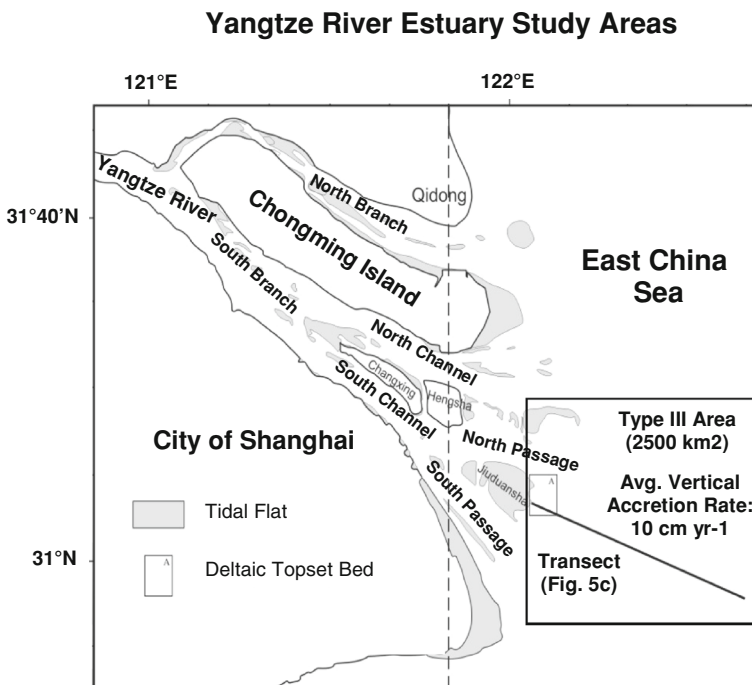 Yangtze River Estuary Study Areas
121°E
122°E
31°40'N
31°N
Yangtze River
North Branch
Qidong
Chongming Island
South Branch
East China
Sea
North Channel
Changxing
Hengsha
South Channel
City of Shanghai
North Passage
Jiuduansha
South Passage
Type III Area
(2500 km2)
Avg. Vertical
Accretion Rate:
10 cm yr-1
A
Transect
(Fig. 5c)
Tidal Flat
A
Deltaic Topset Bed